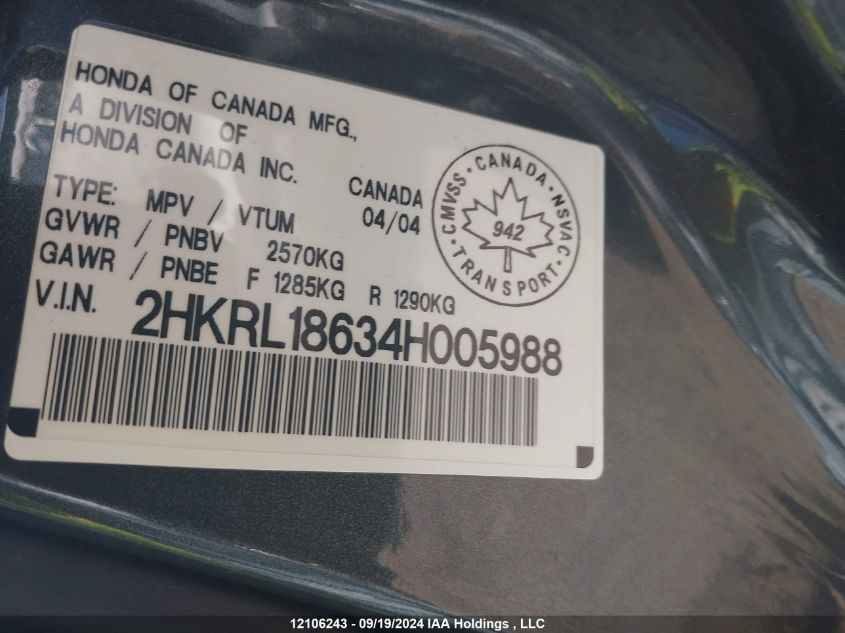 HONDA OF CANADA MFG.,
A DIVISION OF
HONDA CANADA INC.
CANADA
04/04
TYPE: MPV / VTUM
GVWR / PNBV 2570KG
GAWR / PNBE F 1285KG R 1290KG
V.I.N. 2HKRL18634H005988
CMVSS · CANADA · NSVAC · TRANSPORT ·
942
12106243 - 09/19/2024 IAA Holdings , LLC